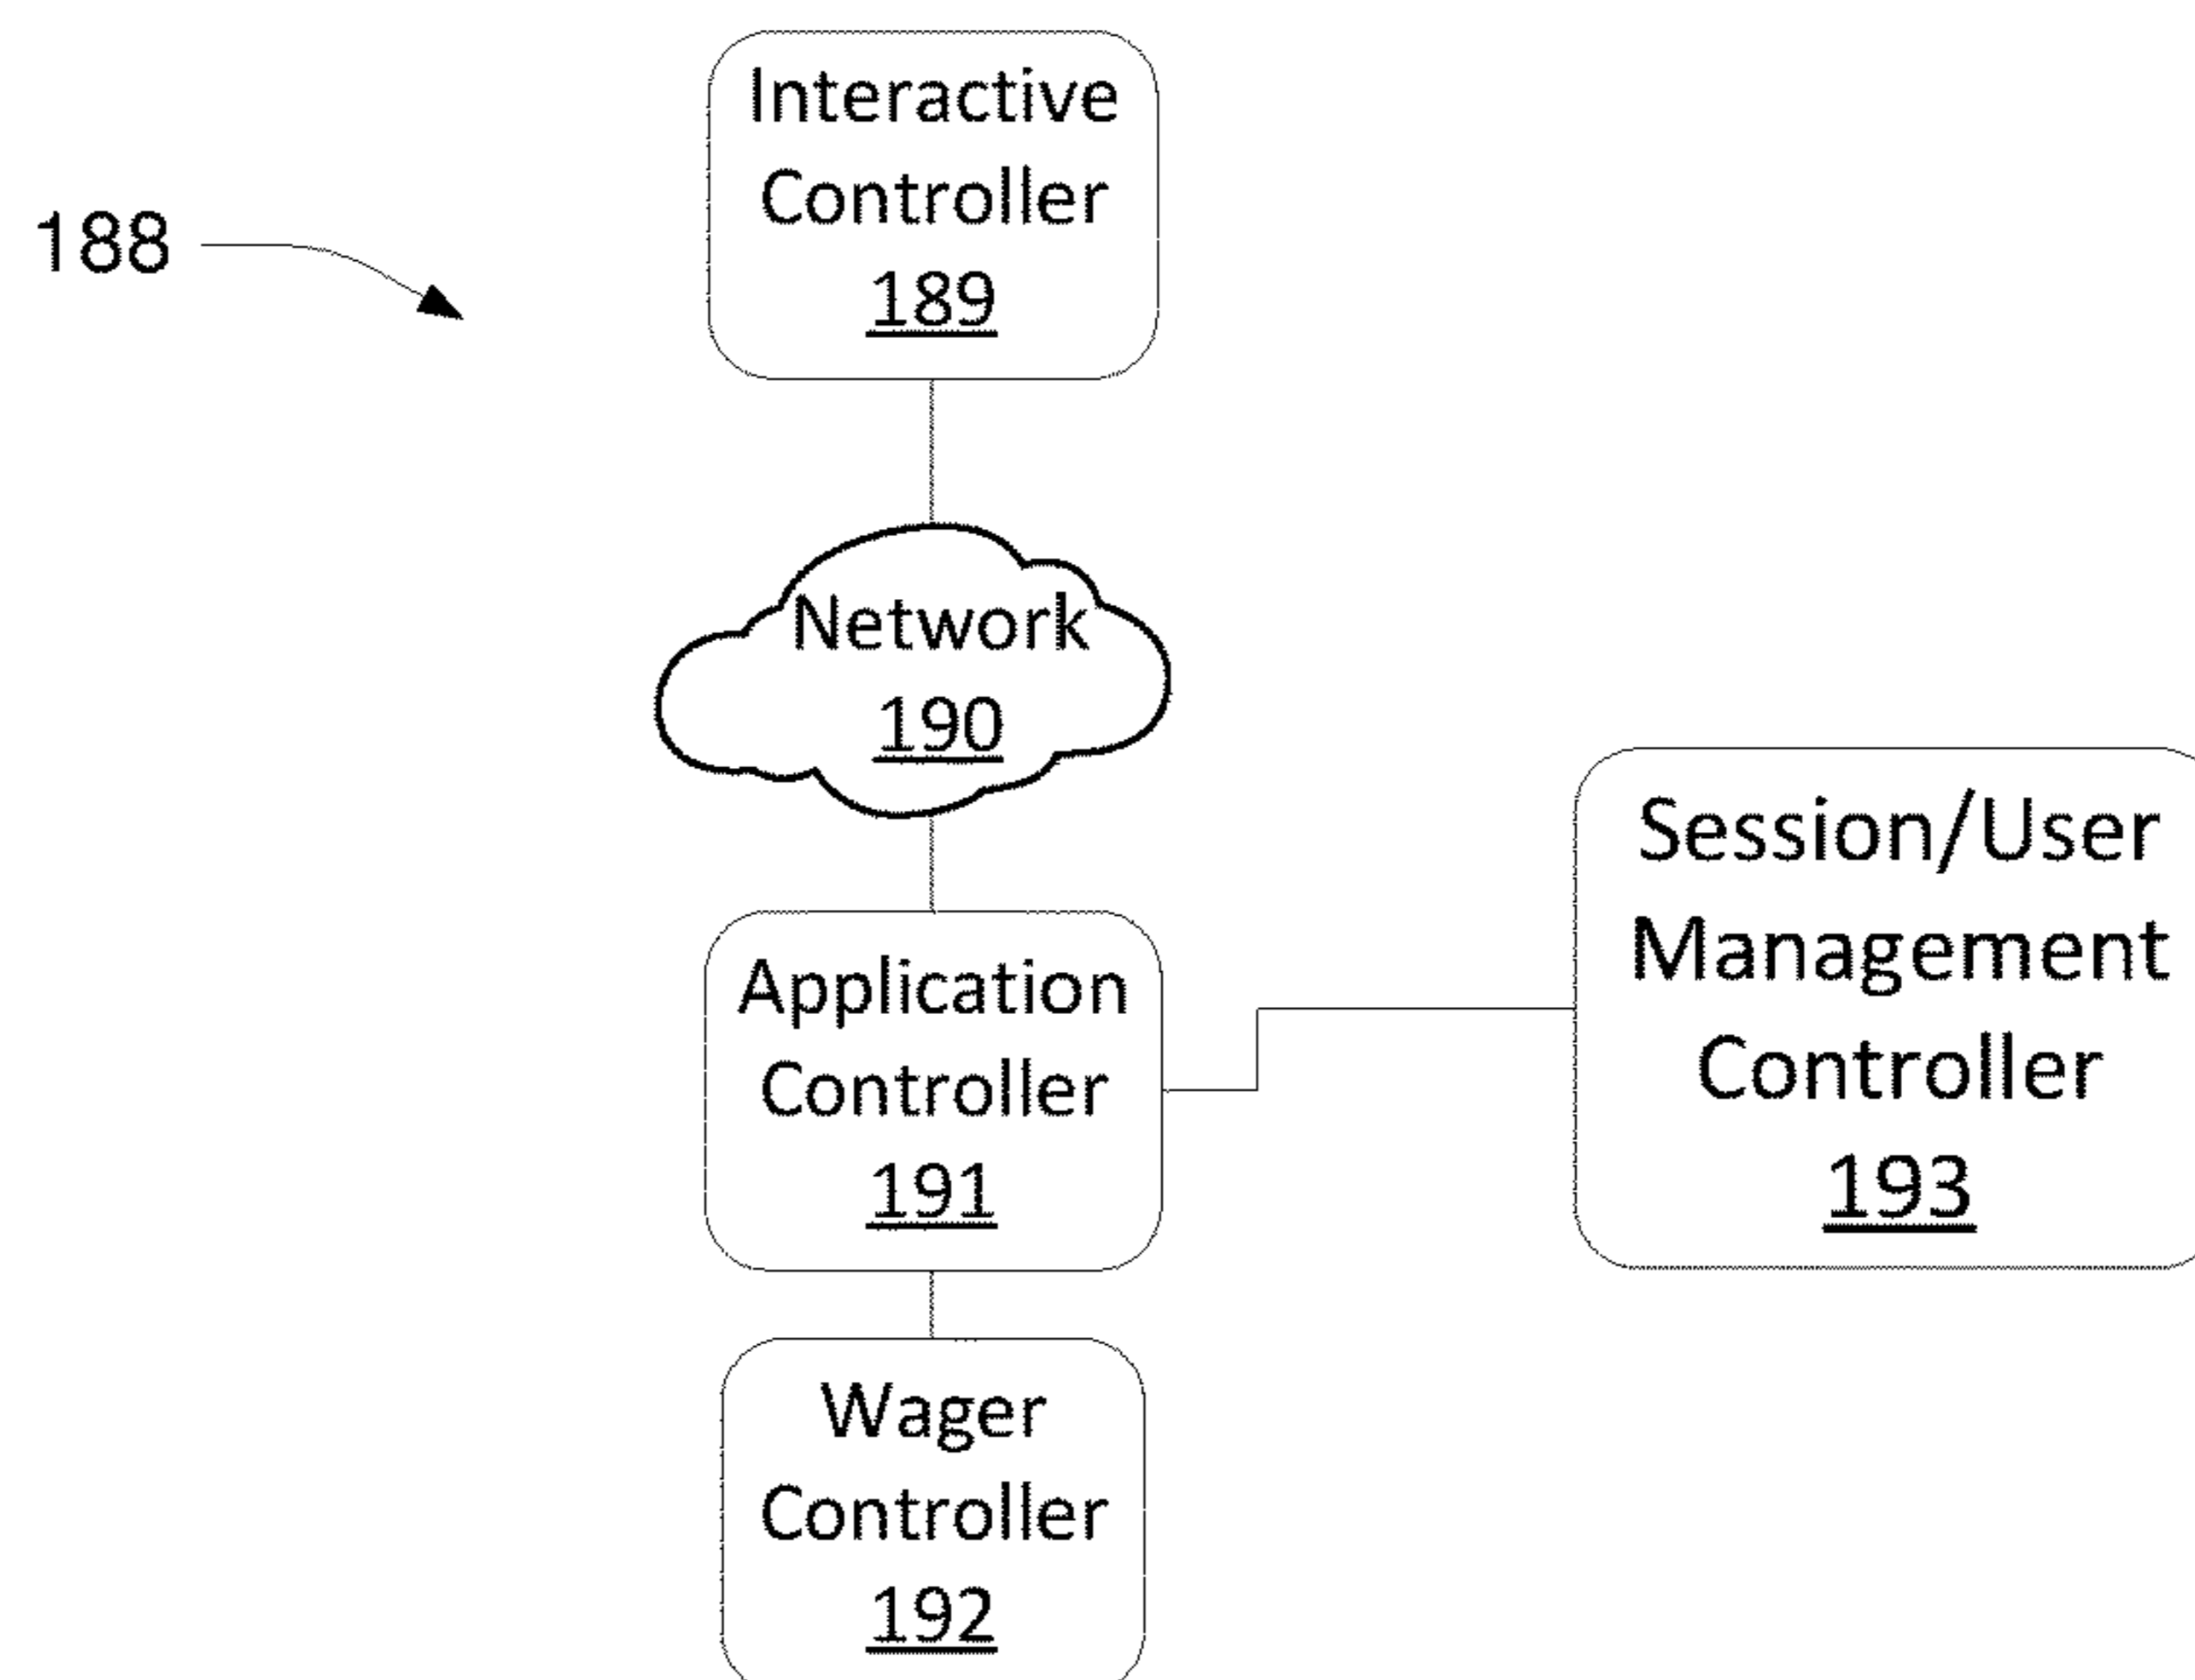 188
Interactive
Controller
189
Network
190
Application
Controller
191
Session/User
Management
Controller
193
Wager
Controller
192